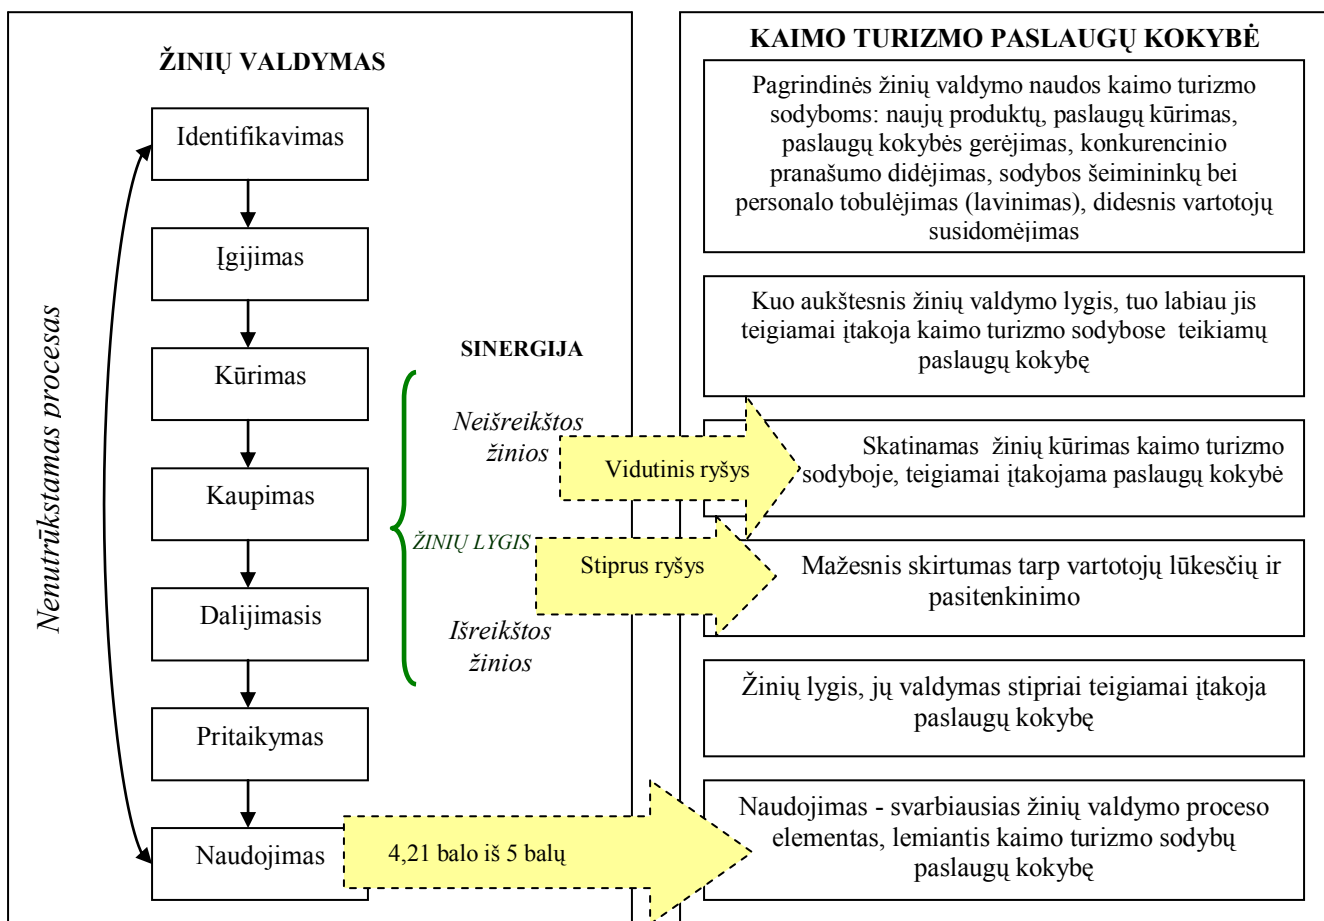 ŽINIŲ VALDYMAS
Identifikavimas
Įgijimas
Kūrimas
Kaupimas
Dalijimasis
Pritaikymas
Naudojimas
Nenutrūkstamas procesas
SINERGIJA
Neišreikštos
žinios
ŽINIŲ LYGIS
Išreikštos
žinios
Vidutinis ryšys
Stiprus ryšys
4,21 balo iš 5 balų
KAIMO TURIZMO PASLAUGŲ KOKYBĖ
Pagrindinės žinių valdymo naudos kaimo turizmo
sodyboms: naujų produktų, paslaugų kūrimas,
paslaugų kokybės gerėjimas, konkurencinio
pranašumo didėjimas, sodybos šeimininkų bei
personalo tobulėjimas (lavinimas), didesnis vartotojų
susidomėjimas
Kuo aukštesnis žinių valdymo lygis, tuo labiau jis
teigiamai įtakoja kaimo turizmo sodybose teikiamų
paslaugų kokybę
Skatinamas žinių kūrimas kaimo turizmo
sodyboje, teigiamai įtakojama paslaugų kokybė
Mažesnis skirtumas tarp vartotojų lūkesčių ir
pasitenkinimo
Žinių lygis, jų valdymas stipriai teigiamai įtakoja
paslaugų kokybę
Naudojimas - svarbiausias žinių valdymo proceso
elementas, lemiantis kaimo turizmo sodybų
paslaugų kokybę